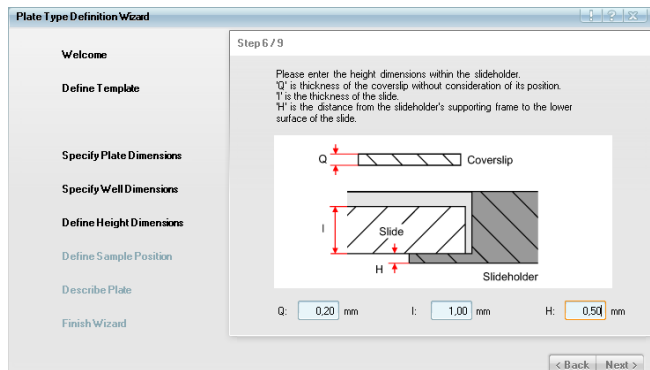 Plate Type Definition Wizard
! ? X
Welcome
Define Template
Specify Plate Dimensions
Specify Well Dimensions
Define Height Dimensions
Define Sample Position
Describe Plate
Finish Wizard
Step 6 / 9
Please enter the height dimensions within the slideholder.
'Q' is thickness of the coverslip without consideration of its position.
'I' is the thickness of the slide.
'H' is the distance from the slideholder's supporting frame to the lower
surface of the slide.
Q
Coverslip
I
Slide
H
Slideholder
Q: 0,20 mm I: 1,00 mm H: 0,50 mm
< Back Next >